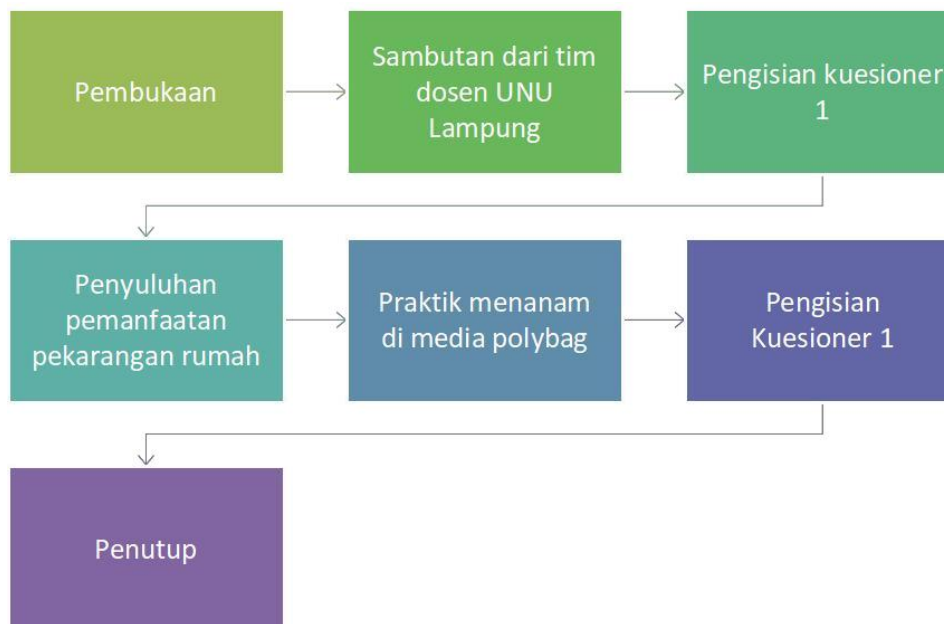 Pembukaan
Sambutan dari tim
dosen UNU
Lampung
Pengisian kuesioner
1
Penyuluhan
pemanfaatan
pekarangan rumah
Praktik menanam
di media polybag
Pengisian
Kuesioner 1
Penutup